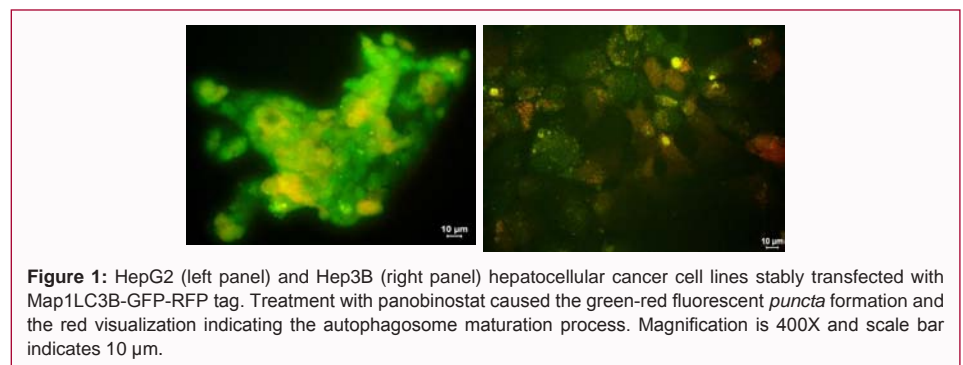 10 µm
10 µm
Figure 1: HepG2 (left panel) and Hep3B (right panel) hepatocellular cancer cell lines stably transfected with
Map1LC3B-GFP-RFP tag. Treatment with panobinostat caused the green-red fluorescent puncta formation and
the red visualization indicating the autophagosome maturation process. Magnification is 400X and scale bar
indicates 10 µm.